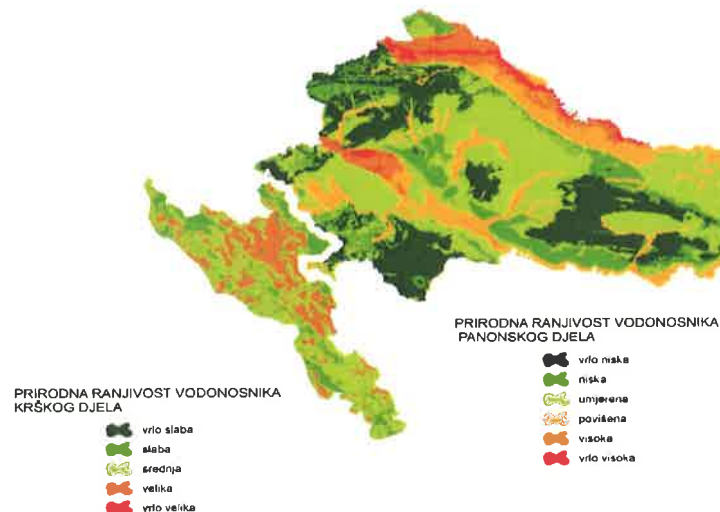 PRIRODNA RANJIVOST VODONOSNIKA
PANONSKOG DJELA
vrlo niska
niska
umjerena
povišena
visoka
vrlo visoka
PRIRODNA RANJIVOST VODONOSNIKA
KRŠKOG DJELA
vrlo slaba
slaba
srednja
velika
vrlo velika